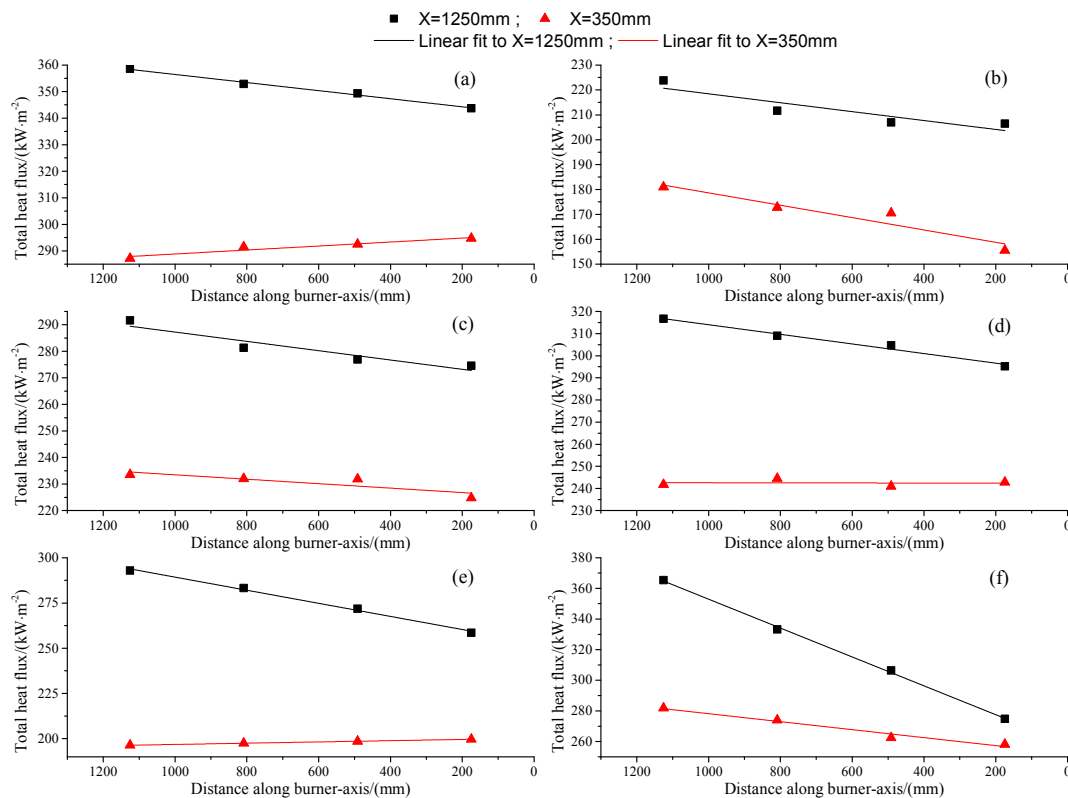 X=1250mm ; X=350mm
Linear fit to X=1250mm ; Linear fit to X=350mm
(a)
Total heat flux/(kW·m-2)
360
350
340
330
320
310
300
290
1200 1000 800 600 400 200 0
Distance along burner-axis/(mm)
(b)
Total heat flux/(kW·m-2)
220
210
200
190
180
170
160
150
1200 1000 800 600 400 200 0
Distance along burner-axis/(mm)
(c)
Total heat flux/(kW·m-2)
290
280
270
260
250
240
230
220
1200 1000 800 600 400 200 0
Distance along burner-axis/(mm)
(d)
Total heat flux/(kW·m-2)
320
310
300
290
280
270
260
250
240
230
1200 1000 800 600 400 200 0
Distance along burner-axis/(mm)
(e)
Total heat flux/(kW·m-2)
300
275
250
225
200
1200 1000 800 600 400 200 0
Distance along burner-axis/(mm)
(f)
Total heat flux/(kW·m-2)
380
360
340
320
300
280
260
1200 1000 800 600 400 200 0
Distance along burner-axis/(mm)